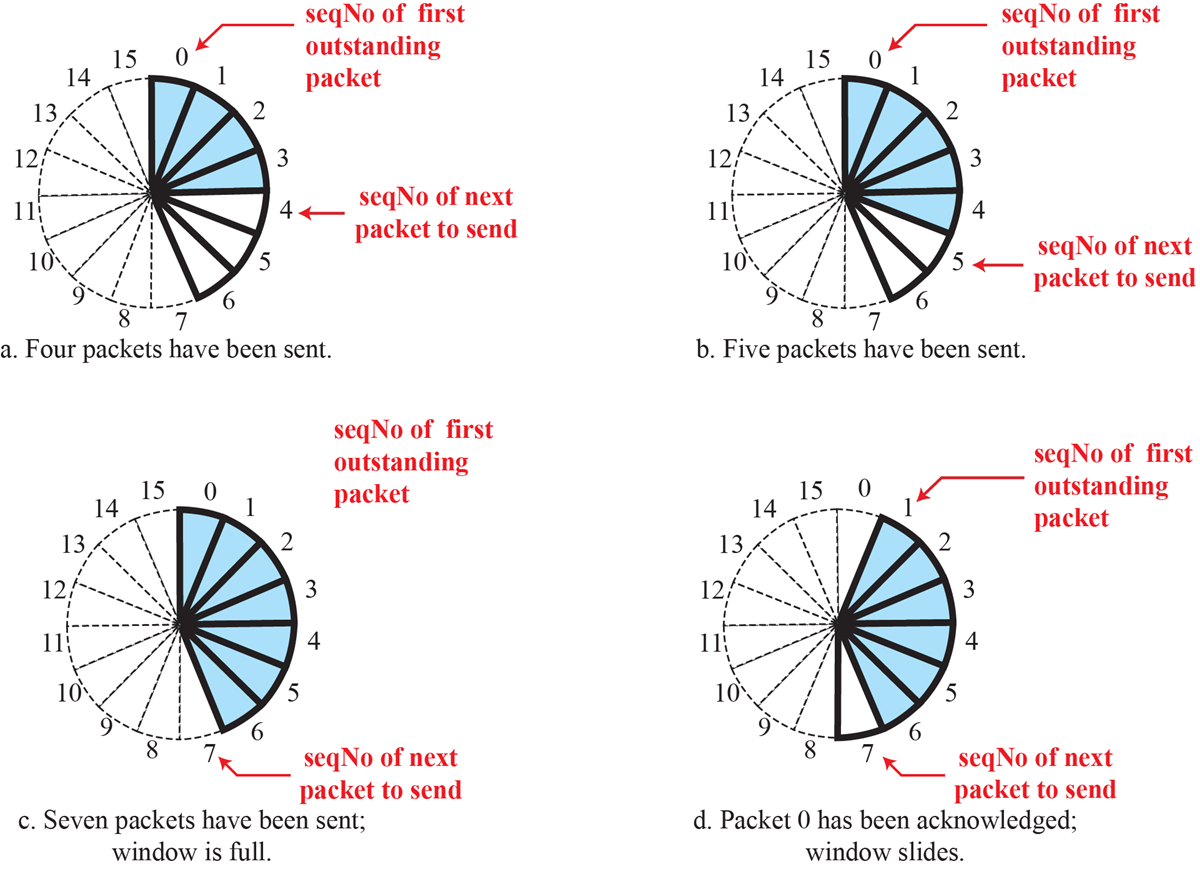 seqNo of first
outstanding
packet
15
0
1
14
2
13
3
12
4
11
5
10
6
9
8
7
seqNo of next
packet to send
a. Four packets have been sent.
seqNo of first
outstanding
packet
15
0
1
14
2
13
3
12
4
11
5
10
6
9
8
7
seqNo of next
packet to send
b. Five packets have been sent.
seqNo of first
outstanding
packet
15
0
1
14
2
13
3
12
4
11
5
10
6
9
8
7
seqNo of next
packet to send
c. Seven packets have been sent;
window is full.
seqNo of first
outstanding
packet
15
0
1
14
2
13
3
12
4
11
5
10
6
9
8
7
seqNo of next
packet to send
d. Packet 0 has been acknowledged;
window slides.